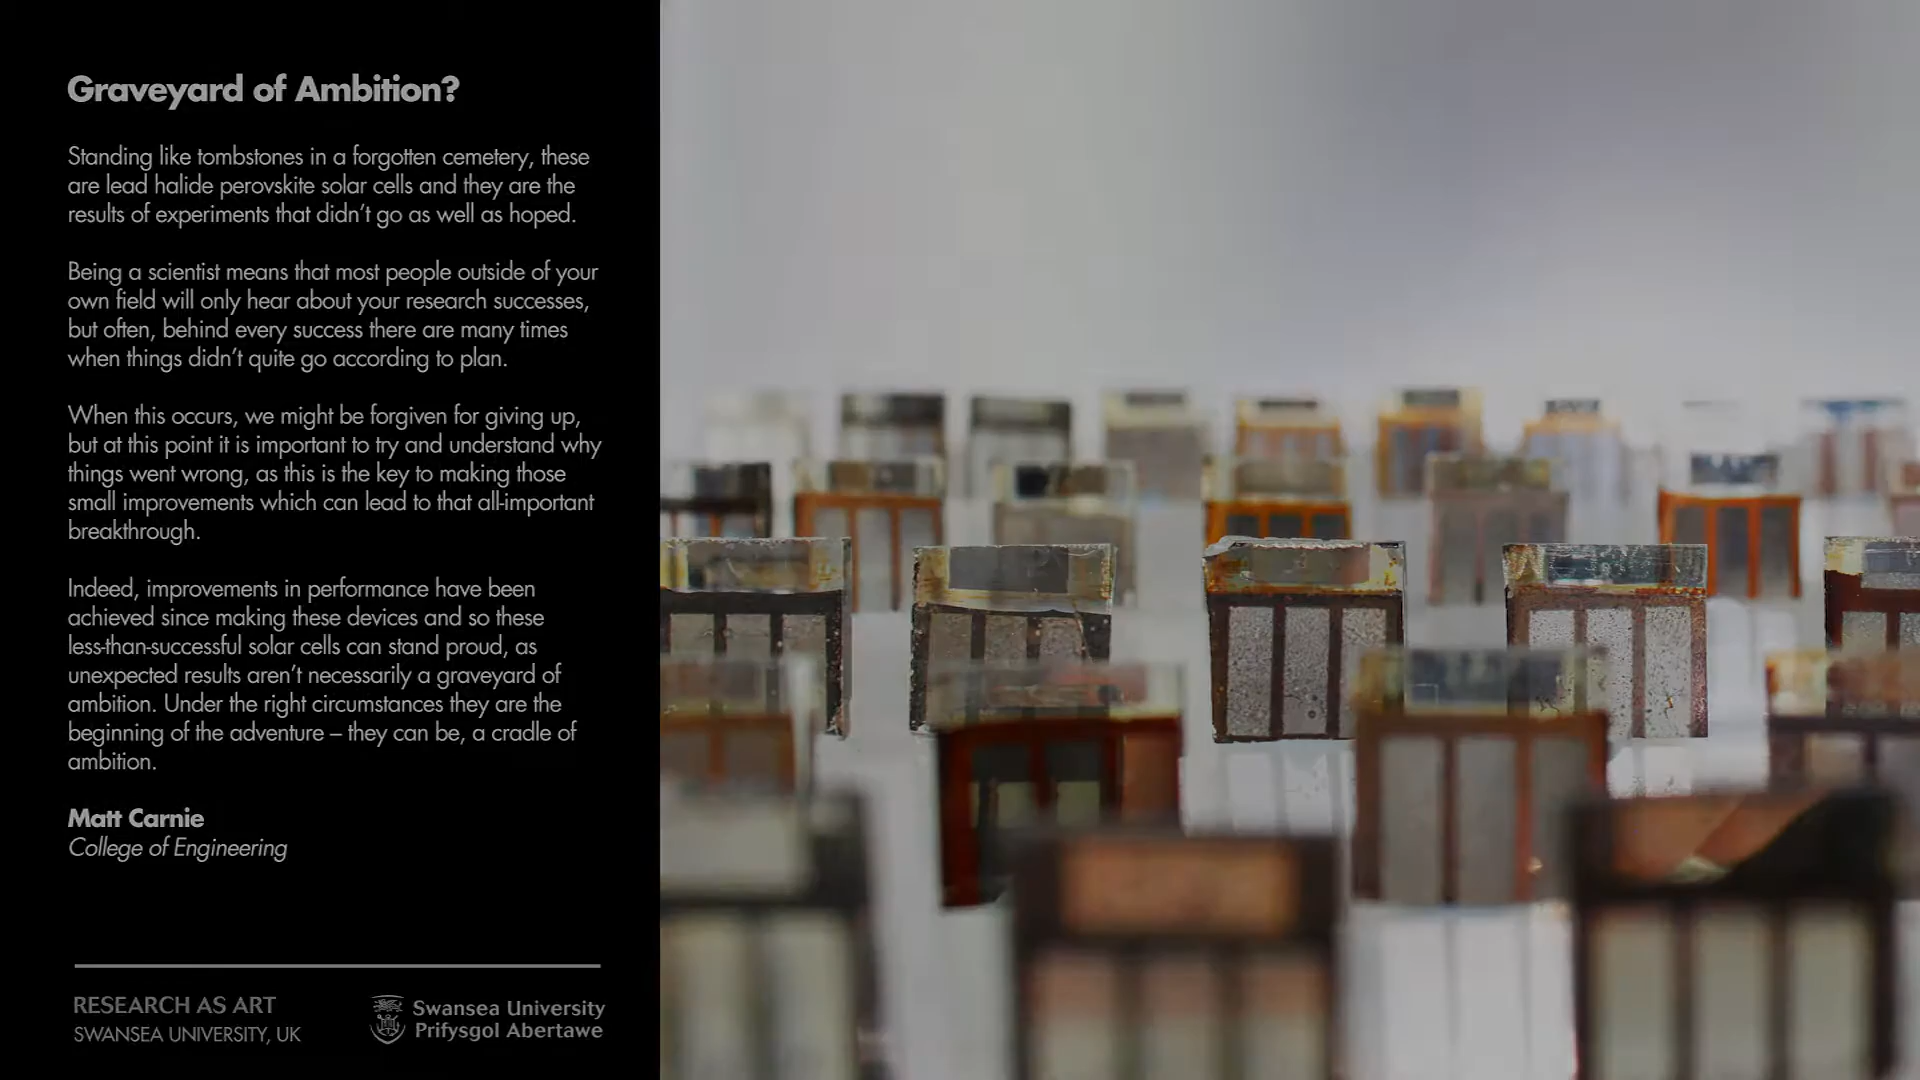 Graveyard of Ambition?
Standing like tombstones in a forgotten cemetery, these
are lead halide perovskite solar cells and they are the
results of experiments that didn’t go as well as hoped.
Being a scientist means that most people outside of your
own field will only hear about your research successes,
but often, behind every success there are many times
when things didn’t quite go according to plan.
When this occurs, we might be forgiven for giving up,
but at this point it is important to try and understand why
things went wrong, as this is the key to making those
small improvements which can lead to that all-important
breakthrough.
Indeed, improvements in performance have been
achieved since making these devices and so these
less-than-successful solar cells can stand proud, as
unexpected results aren’t necessarily a graveyard of
ambition. Under the right circumstances they are the
beginning of the adventure – they can be, a cradle of
ambition.
Matt Carnie
College of Engineering
RESEARCH AS ART
SWANSEA UNIVERSITY, UK
Swansea University
Prifysgol Abertawe